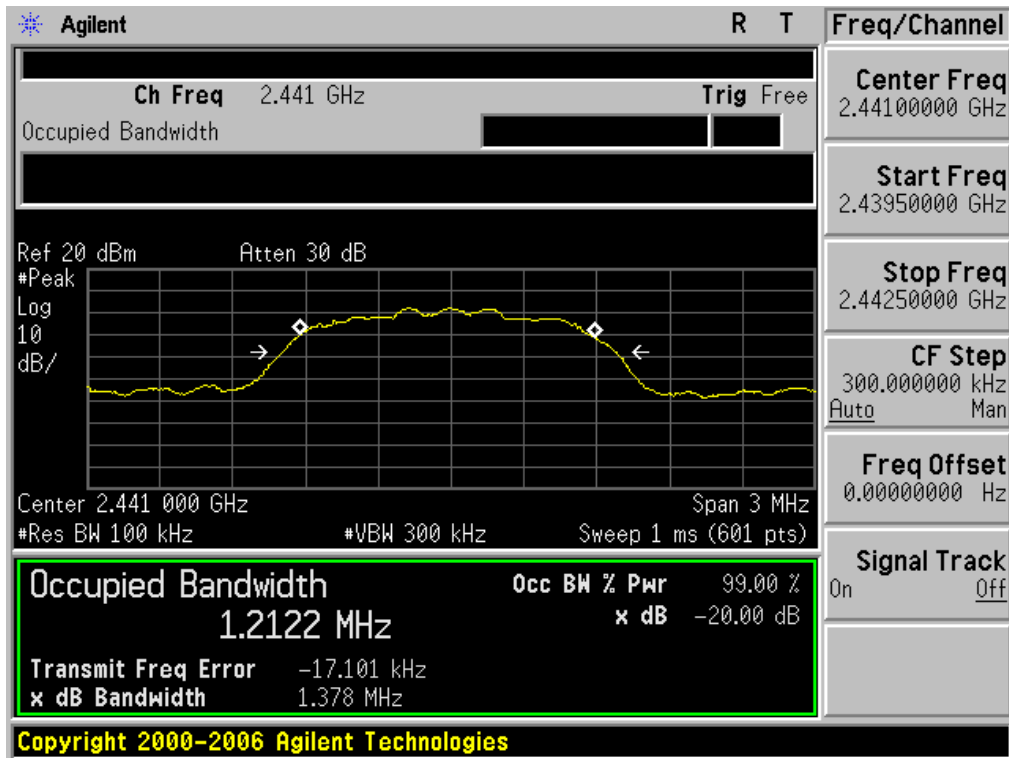 Agilent R T
Ch Freq 2.441 GHz Trig Free
Occupied Bandwidth
Ref 20 dBm Atten 30 dB
#Peak
Log
10
dB/
Center 2.441 000 GHz Span 3 MHz
#Res BW 100 kHz #VBW 300 kHz Sweep 1 ms (601 pts)
Occupied Bandwidth Occ BW % Pwr 99.00 %
1.2122 MHz x dB -20.00 dB
Transmit Freq Error -17.101 kHz
x dB Bandwidth 1.378 MHz
Copyright 2000-2006 Agilent Technologies
Freq/Channel
Center Freq
2.44100000 GHz
Start Freq
2.43950000 GHz
Stop Freq
2.44250000 GHz
CF Step
300.000000 kHz
Auto Man
Freq Offset
0.00000000 Hz
Signal Track
On Off